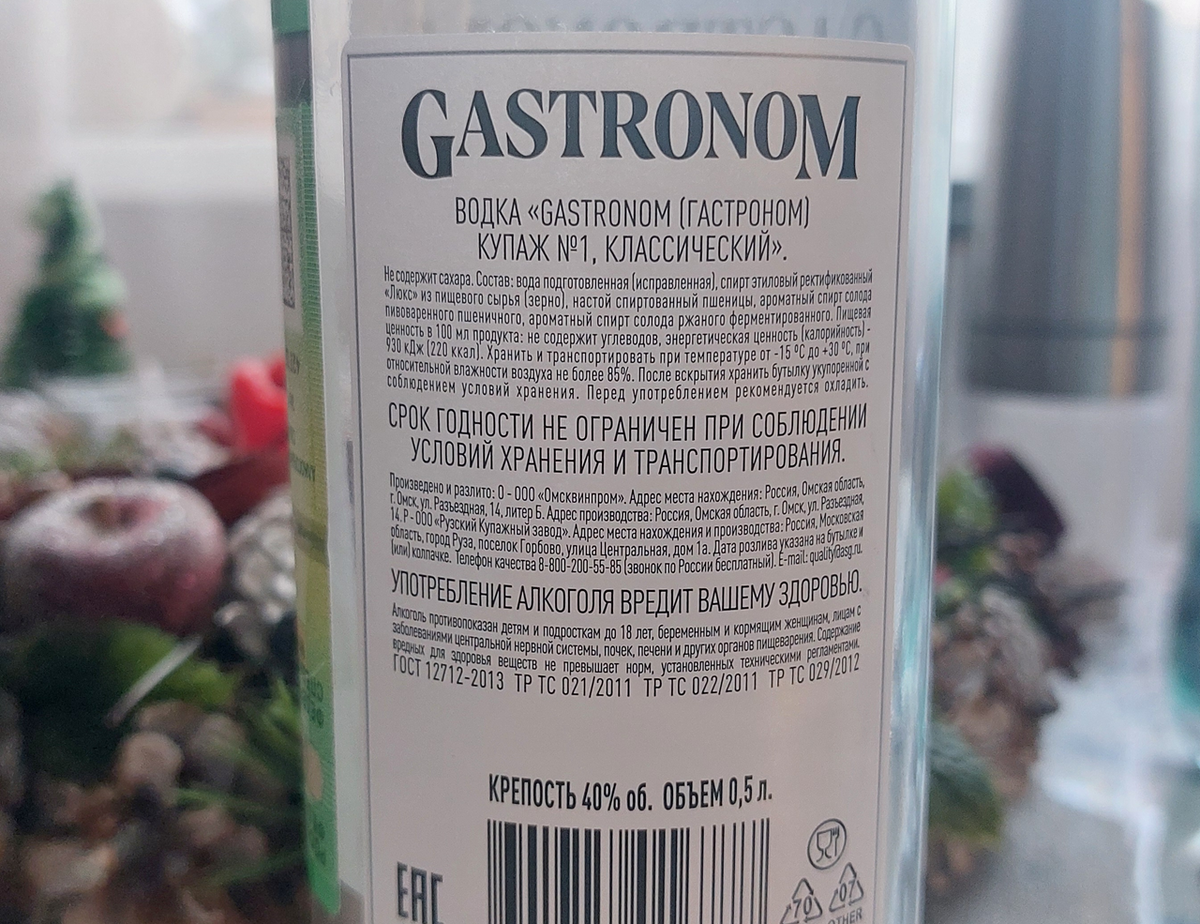 GASTRONOM
ВОДКА «GASTRONOM (ГАСТРОНОМ)
КУПАЖ №1, КЛАССИЧЕСКИЙ».
Не содержит сахара. Состав: вода подготовленная (исправленная), спирт этиловый ректификованный
«Люкс» из пищевого сырья (зерно), настой спиртованный пшеницы, ароматный спирт солода
пивоваренного пшеничного, ароматный спирт солода ржаного ферментированного. Пищевая
ценность в 100 мл продукта: не содержит углеводов, энергетическая ценность (калорийность) -
930 кДж (220 ккал). Хранить и транспортировать при температуре от -15 °С до +30 °С, при
относительной влажности воздуха не более 85%. После вскрытия хранить бутылку укупоренной с
соблюдением условий хранения. Перед употреблением рекомендуется охладить.
СРОК ГОДНОСТИ НЕ ОГРАНИЧЕН ПРИ СОБЛЮДЕНИИ
УСЛОВИЙ ХРАНЕНИЯ И ТРАНСПОРТИРОВАНИЯ.
Произведено и разлито: О - ООО «Омсквинпром». Адрес места нахождения: Россия, Омская область,
г. Омск, ул. Разъездная, 14, литер Б. Адрес производства: Россия, Омская область, г. Омск, ул. Разъездная,
14. Р - ООО «Рузский Купажный завод». Адрес места нахождения и производства: Россия, Московская
область, город Руза, поселок Горбово, улица Центральная, дом 1а. Дата розлива указана на бутылке и
(или) колпачке. Телефон качества 8-800-200-55-85 (звонок по России бесплатный). E-mail: quality@asg.ru.
УПОТРЕБЛЕНИЕ АЛКОГОЛЯ ВРЕДИТ ВАШЕМУ ЗДОРОВЬЮ.
Алкоголь противопоказан детям и подросткам до 18 лет, беременным и кормящим женщинам, лицам с
заболеваниями центральной нервной системы, почек, печени и других органов пищеварения. Содержание
вредных для здоровья веществ не превышает норм, установленных техническими регламентами.
ГОСТ 12712-2013 ТР ТС 021/2011 ТР ТС 022/2011 ТР ТС 029/2012
КРЕПОСТЬ 40% об. ОБЪЕМ 0,5 л.
EAC
70
07
OTHER